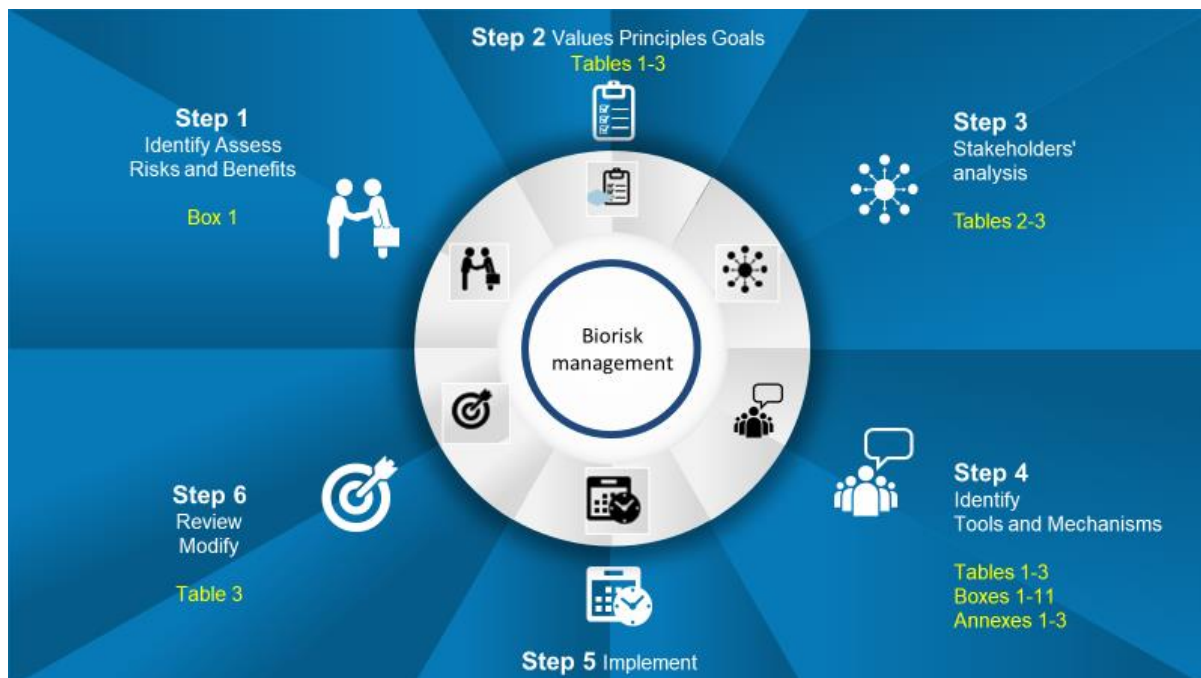 Step 2 Values Principles Goals
Tables 1-3
Step 1
Identify Assess
Risks and Benefits
Box 1
Step 3
Stakeholders'
analysis
Tables 2-3
Biorisk
management
Step 6
Review
Modify
Table 3
Step 4
Identify
Tools and Mechanisms
Tables 1-3
Boxes 1-11
Annexes 1-3
Step 5 Implement